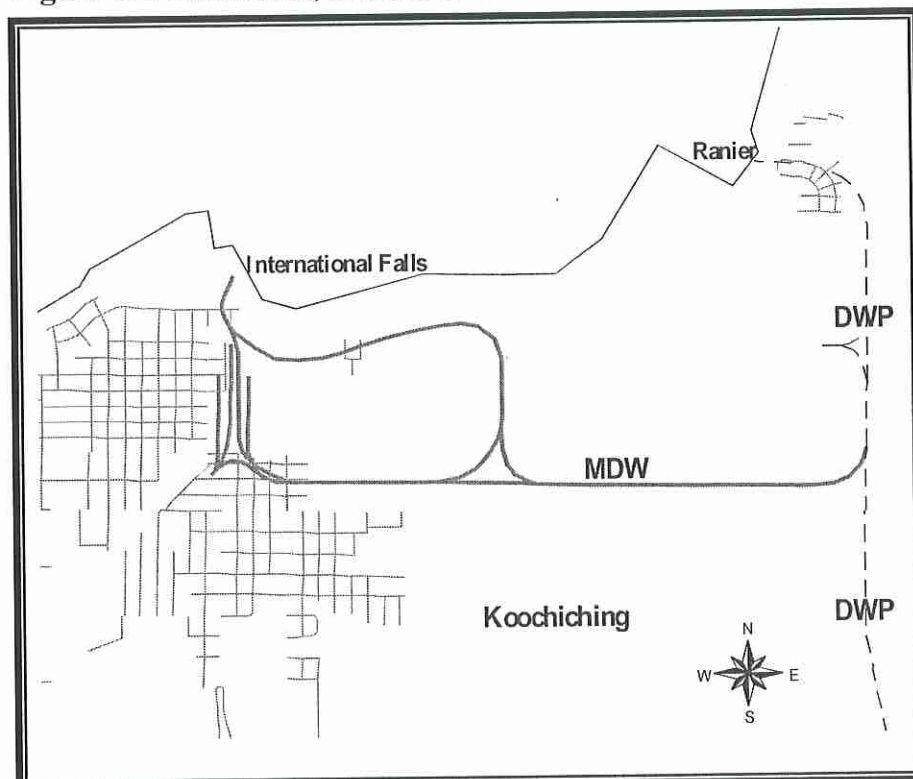 Ranier
International Falls
DWP
MDW
Koochiching
DWP
N
W
E
S